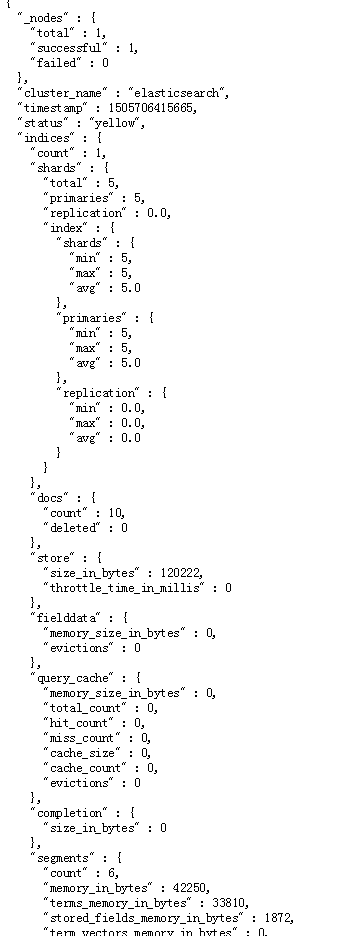 {
"_nodes" : {
"total" : 1,
"successful" : 1,
"failed" : 0
},
"cluster_name" : "elasticsearch",
"timestamp" : 1505706415665,
"status" : "yellow",
"indices" : {
"count" : 1,
"shards" : {
"total" : 5,
"primaries" : 5,
"replication" : 0.0,
"index" : {
"shards" : {
"min" : 5,
"max" : 5,
"avg" : 5.0
},
"primaries" : {
"min" : 5,
"max" : 5,
"avg" : 5.0
},
"replication" : {
"min" : 0.0,
"max" : 0.0,
"avg" : 0.0
}
}
},
"docs" : {
"count" : 10,
"deleted" : 0
},
"store" : {
"size_in_bytes" : 120222,
"throttle_time_in_millis" : 0
},
"fielddata" : {
"memory_size_in_bytes" : 0,
"evictions" : 0
},
"query_cache" : {
"memory_size_in_bytes" : 0,
"total_count" : 0,
"hit_count" : 0,
"miss_count" : 0,
"cache_size" : 0,
"cache_count" : 0,
"evictions" : 0
},
"completion" : {
"size_in_bytes" : 0
},
"segments" : {
"count" : 6,
"memory_in_bytes" : 42250,
"terms_memory_in_bytes" : 33810,
"stored_fields_memory_in_bytes" : 1872,
"term_vectors_memory_in_bytes" : 0,